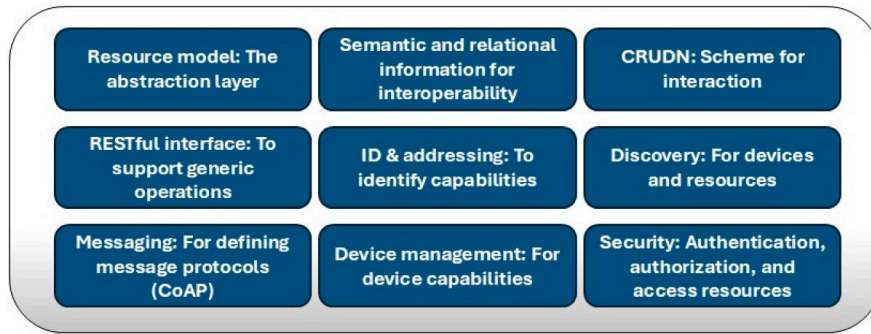 Resource model: The
abstraction layer
Semantic and relational
information for
interoperability
CRUDN: Scheme for
interaction
RESTful interface: To
support generic
operations
ID & addressing: To
identify capabilities
Discovery: For devices
and resources
Messaging: For defining
message protocols
(CoAP)
Device management: For
device capabilities
Security: Authentication,
authorization, and
access resources